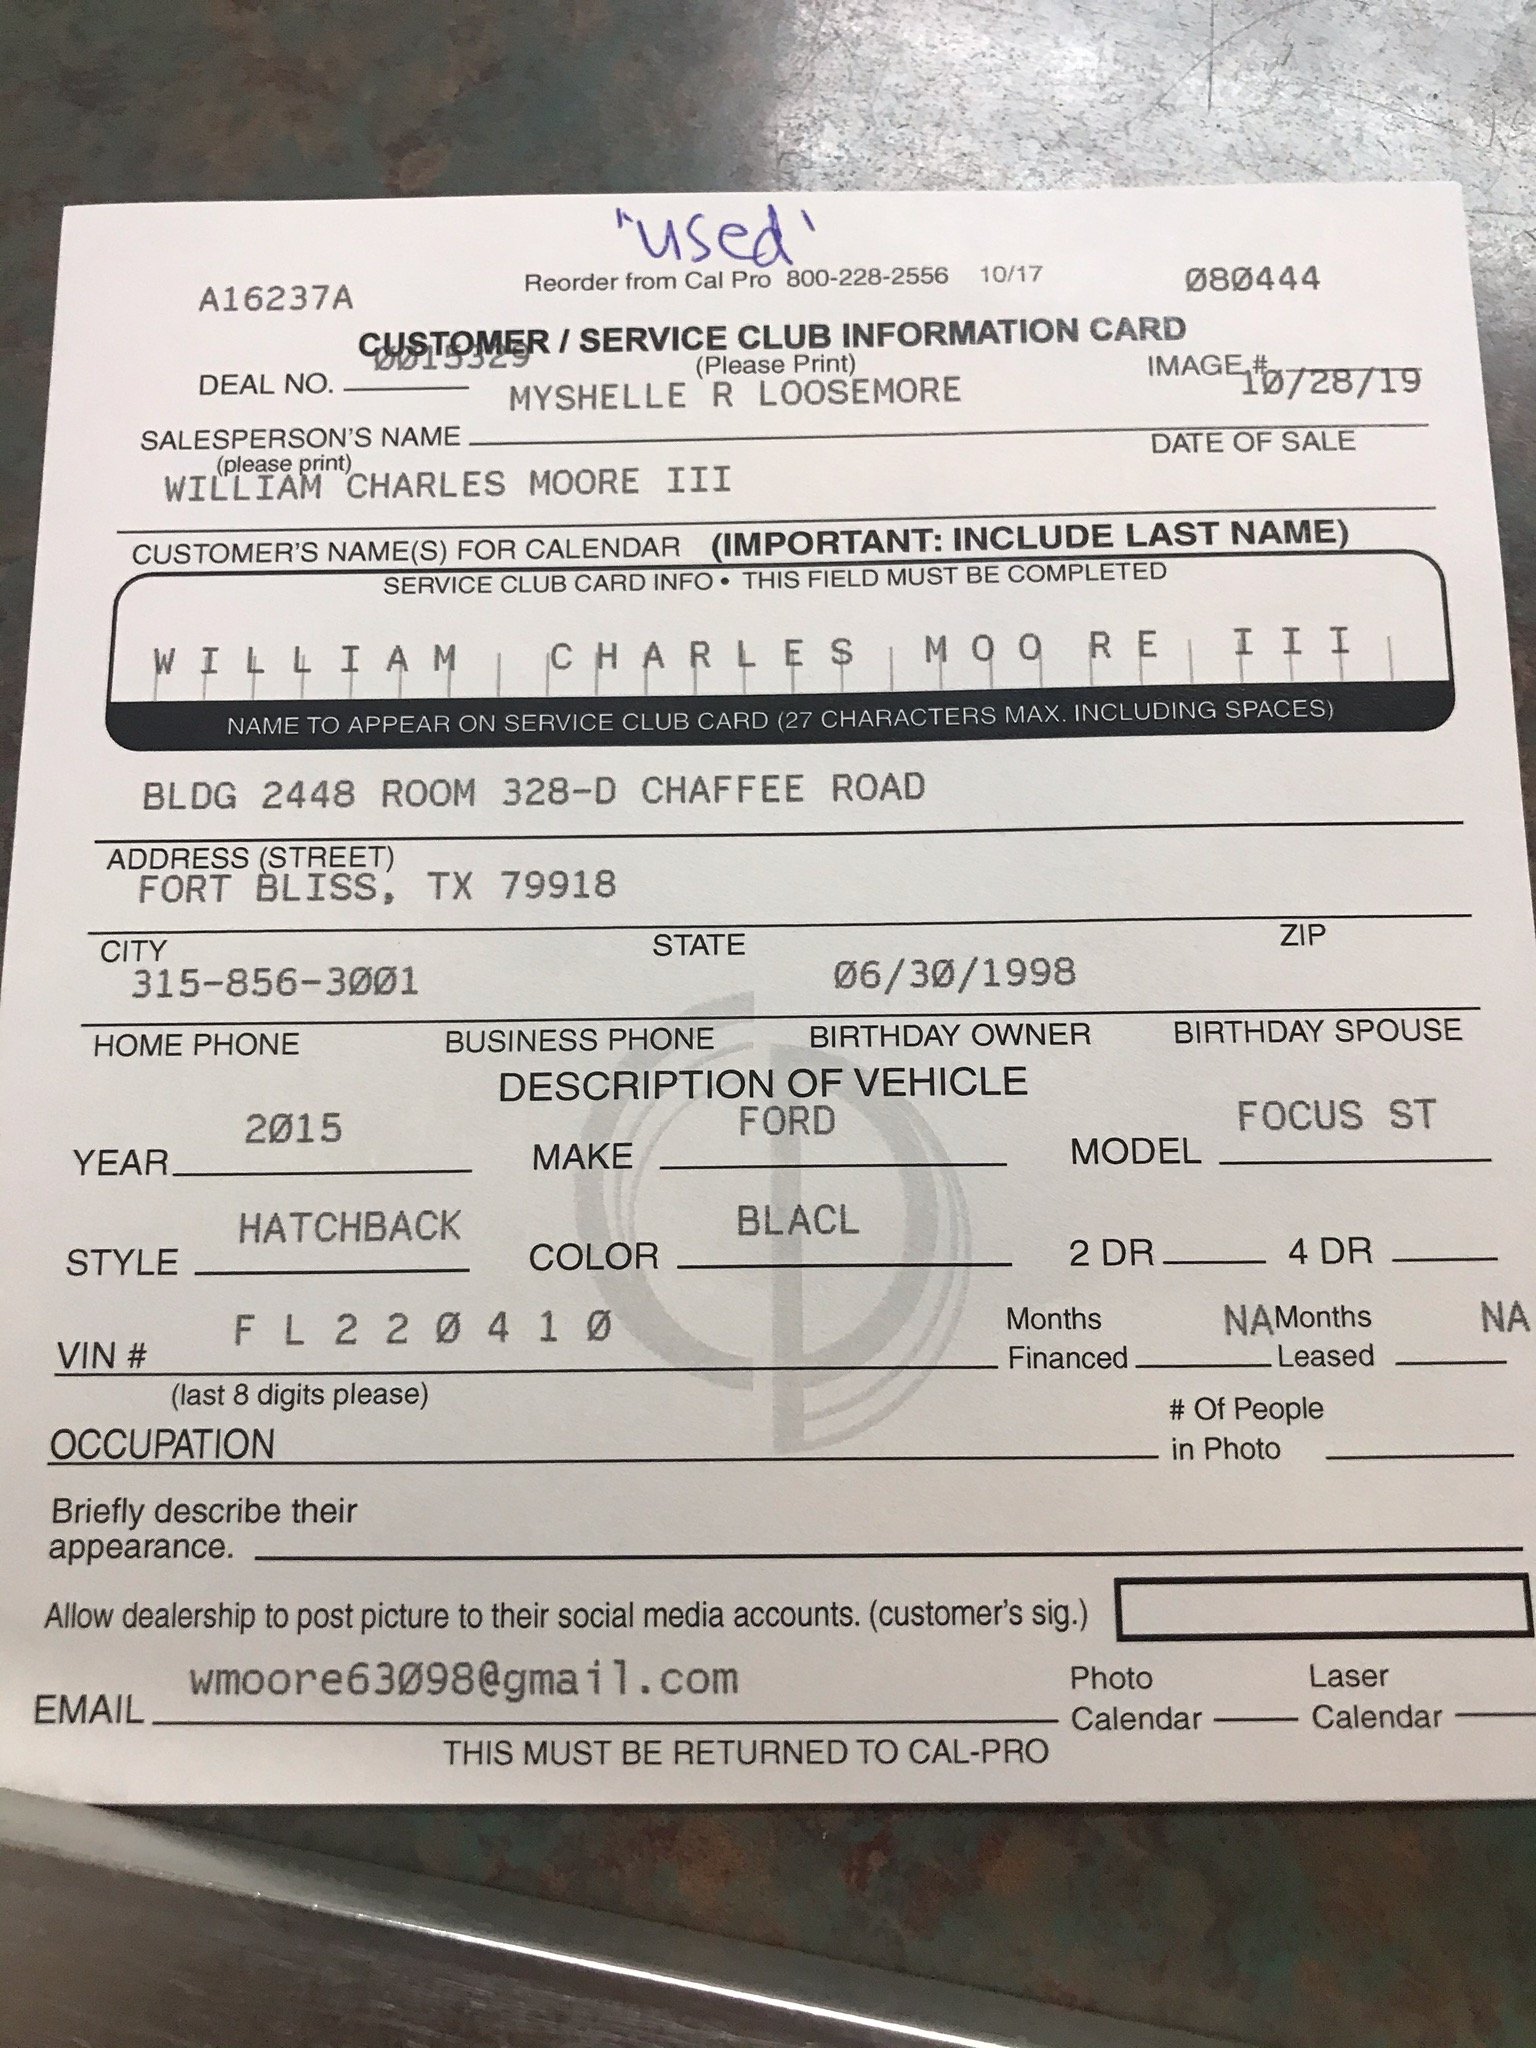 "used'
Reorder from Cal Pro 800-228-2556 10/17
A16237A 080444
CUSTOMER / SERVICE CLUB INFORMATION CARD
(Please Print)
DEAL NO. 0015329 IMAGE #
MYSHELLE R LOOSEMORE 10/28/19
SALESPERSON'S NAME DATE OF SALE
(please print)
WILLIAM CHARLES MOORE III
CUSTOMER'S NAME(S) FOR CALENDAR (IMPORTANT: INCLUDE LAST NAME)
SERVICE CLUB CARD INFO • THIS FIELD MUST BE COMPLETED
WILLIAM CHARLES MOORE III
NAME TO APPEAR ON SERVICE CLUB CARD (27 CHARACTERS MAX. INCLUDING SPACES)
BLDG 2448 ROOM 328-D CHAFFEE ROAD
ADDRESS (STREET)
FORT BLISS, TX 79918
CITY STATE ZIP
315-856-3001 06/30/1998
HOME PHONE BUSINESS PHONE BIRTHDAY OWNER BIRTHDAY SPOUSE
DESCRIPTION OF VEHICLE
YEAR 2015 MAKE FORD MODEL FOCUS ST
STYLE HATCHBACK COLOR BLACL 2 DR 4 DR
VIN # FL220410 Months Financed NA Months Leased NA
(last 8 digits please)
OCCUPATION # Of People in Photo
Briefly describe their
appearance.
Allow dealership to post picture to their social media accounts. (customer's sig.)
EMAIL wmoore63098@gmail.com Photo Calendar Laser Calendar
THIS MUST BE RETURNED TO CAL-PRO